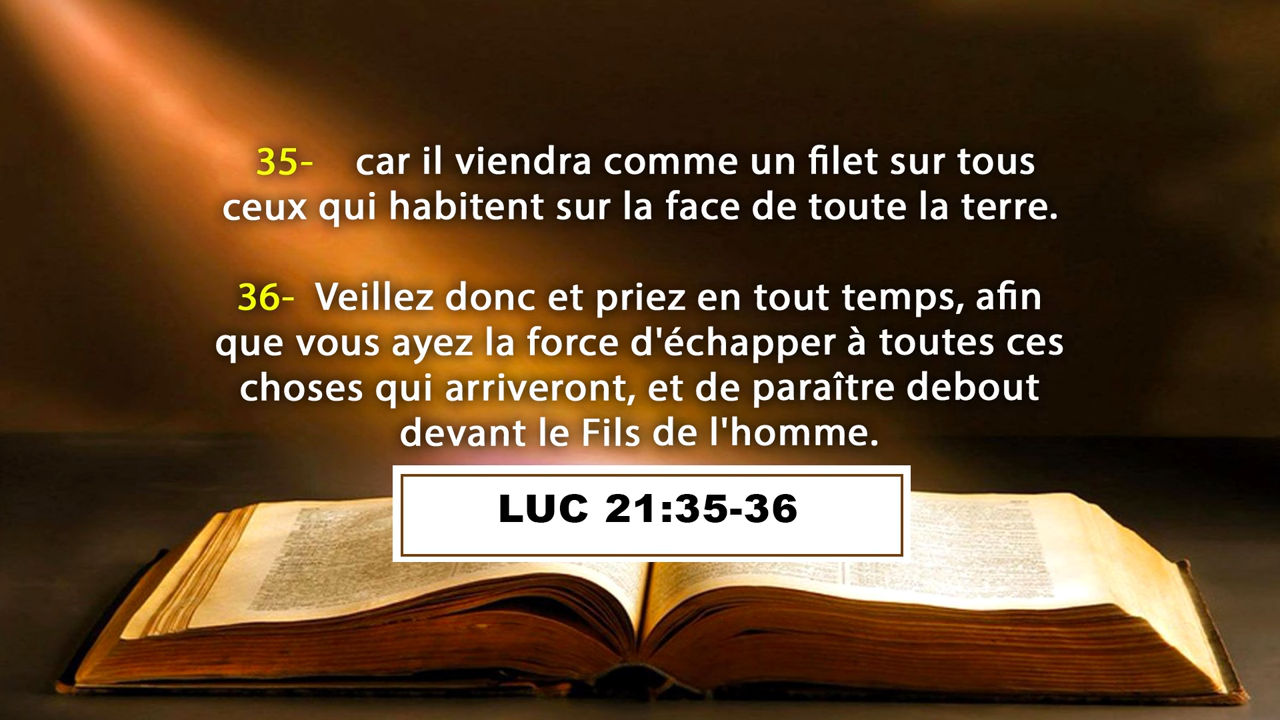 35- car il viendra comme un filet sur tous
ceux qui habitent sur la face de toute la terre.
36- Veillez donc et priez en tout temps, afin
que vous ayez la force d'échapper à toutes ces
choses qui arriveront, et de paraître debout
devant le Fils de l'homme.
LUC 21:35-36